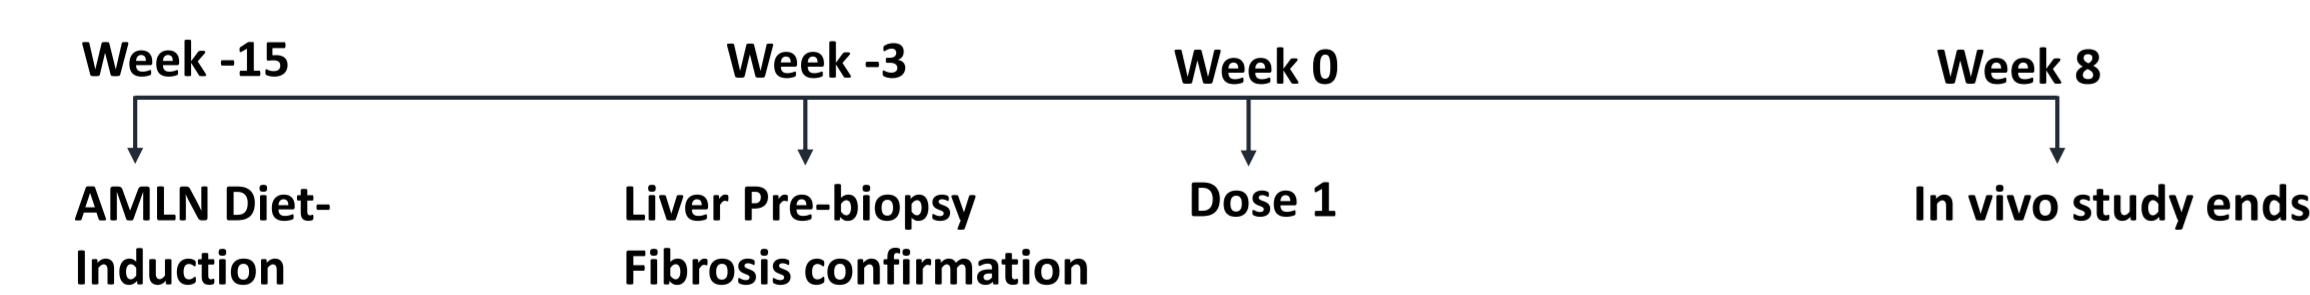 Week -15
Week -3
Week 0
Week 8
AMLN Diet-
Induction
Liver Pre-biopsy
Fibrosis confirmation
Dose 1
In vivo study ends